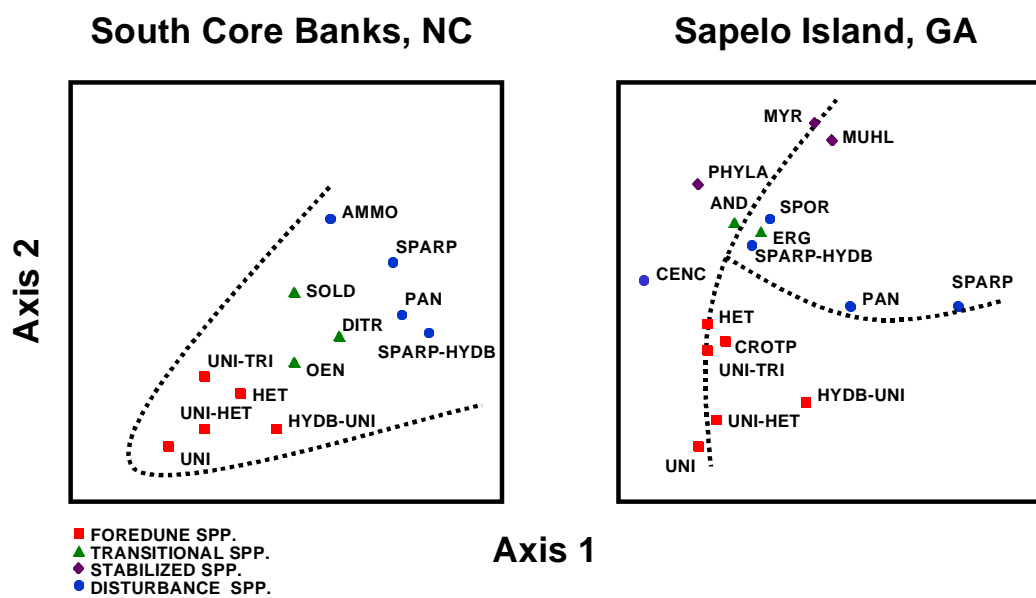 South Core Banks, NC
Sapelo Island, GA
Axis 2
AMMO
SPARP
SOLD
PAN
DITR
SPARP-HYDB
UNI-TRI
OEN
HET
UNI-HET
HYDB-UNI
UNI
MYR
MUHL
PHYLA
AND
SPOR
ERG
SPARP-HYDB
CENC
SPARP
PAN
HET
CROTP
UNI-TRI
HYDB-UNI
UNI-HET
UNI
Axis 1
FOREDUNE SPP.
TRANSITIONAL SPP.
STABILIZED SPP.
DISTURBANCE SPP.